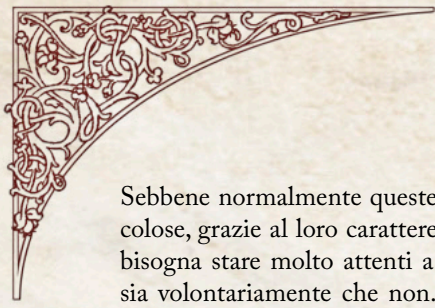 Sebbene normalmente queste
colose, grazie al loro carattere
bisogna stare molto attenti a
sia volontariamente che non.